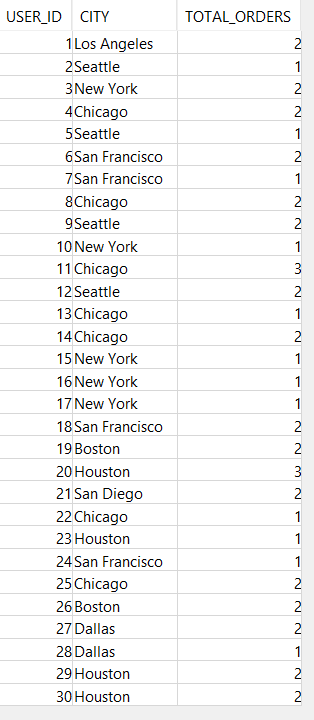 USER_ID CITY TOTAL_ORDERS
1 Los Angeles 2
2 Seattle 1
3 New York 2
4 Chicago 2
5 Seattle 1
6 San Francisco 2
7 San Francisco 1
8 Chicago 2
9 Seattle 2
10 New York 1
11 Chicago 3
12 Seattle 2
13 Chicago 1
14 Chicago 2
15 New York 1
16 New York 1
17 New York 1
18 San Francisco 2
19 Boston 2
20 Houston 3
21 San Diego 2
22 Chicago 1
23 Houston 1
24 San Francisco 1
25 Chicago 2
26 Boston 2
27 Dallas 2
28 Dallas 1
29 Houston 2
30 Houston 2